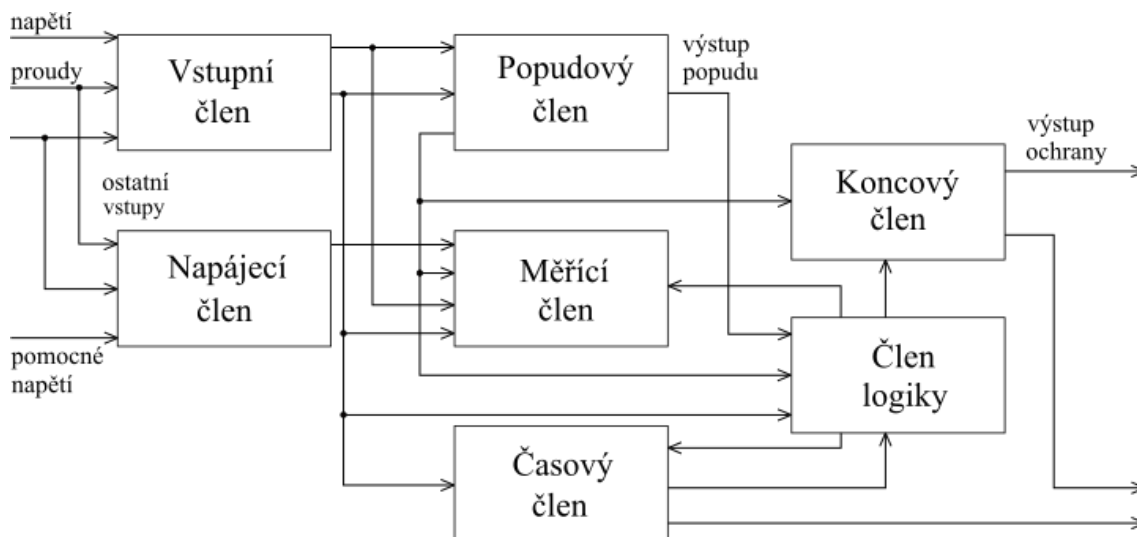 napětí
proudy
Vstupní
člen
Popudový
člen
výstup
popudu
výstup
ochrany
Koncový
člen
ostatní
vstupy
Napájecí
člen
Měřící
člen
pomocné
napětí
Člen
logiky
Časový
člen